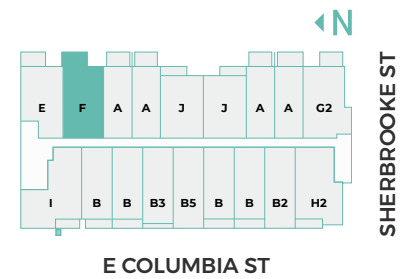 N
E F A A J J A A G2
I B B B3 B5 B B B2 H2
SHERBROOKE ST
E COLUMBIA ST